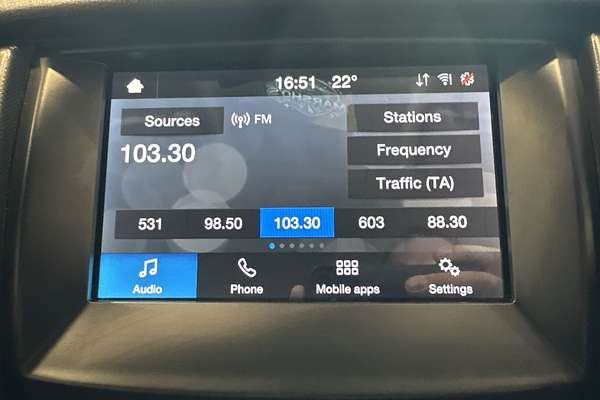 16:51 22°
Sources FM Stations
103.30 Frequency
Traffic (TA)
531 98.50 103.30 603 88.30
Audio Phone Mobile apps Settings